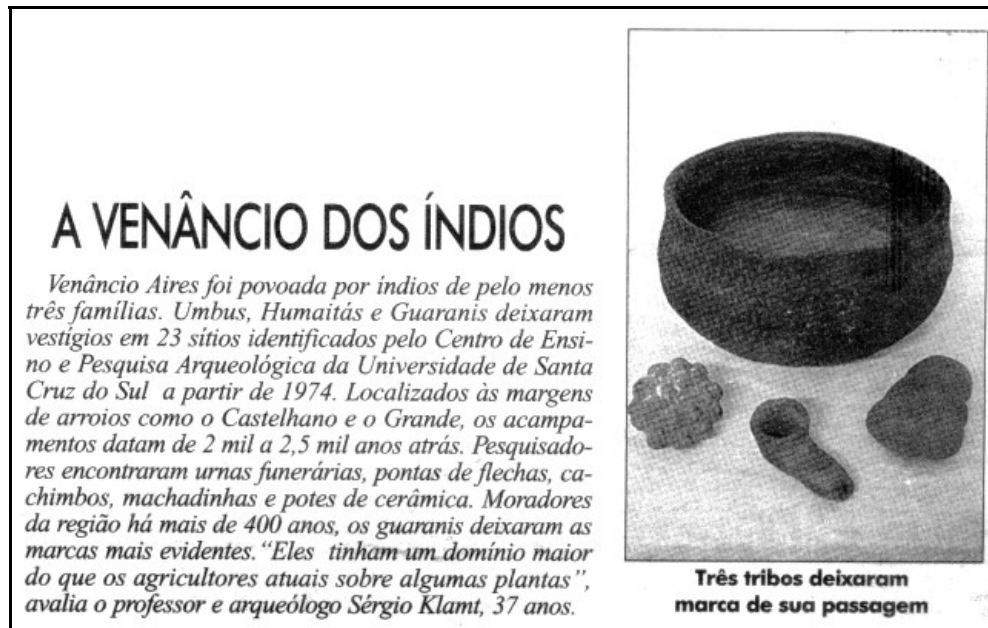 A VENÂNCIO DOS ÍNDIOS
Venâncio Aires foi povoada por índios de pelo menos
três famílias. Umbus, Humaitás e Guaranis deixaram
vestígios em 23 sítios identificados pelo Centro de Ensi-
no e Pesquisa Arqueológica da Universidade de Santa
Cruz do Sul a partir de 1974. Localizados às margens
de arroios como o Castelhano e o Grande, os acampa-
mentos datam de 2 mil a 2,5 mil anos atrás. Pesquisado-
res encontraram urnas funerárias, pontas de flechas, ca-
chimbos, machadinhas e potes de cerâmica. Moradores
da região há mais de 400 anos, os guaranis deixaram as
marcas mais evidentes. “Eles tinham um domínio maior
do que os agricultores atuais sobre algumas plantas”,
avalia o professor e arqueólogo Sérgio Klamt, 37 anos.
Três tribos deixaram
marca de sua passagem